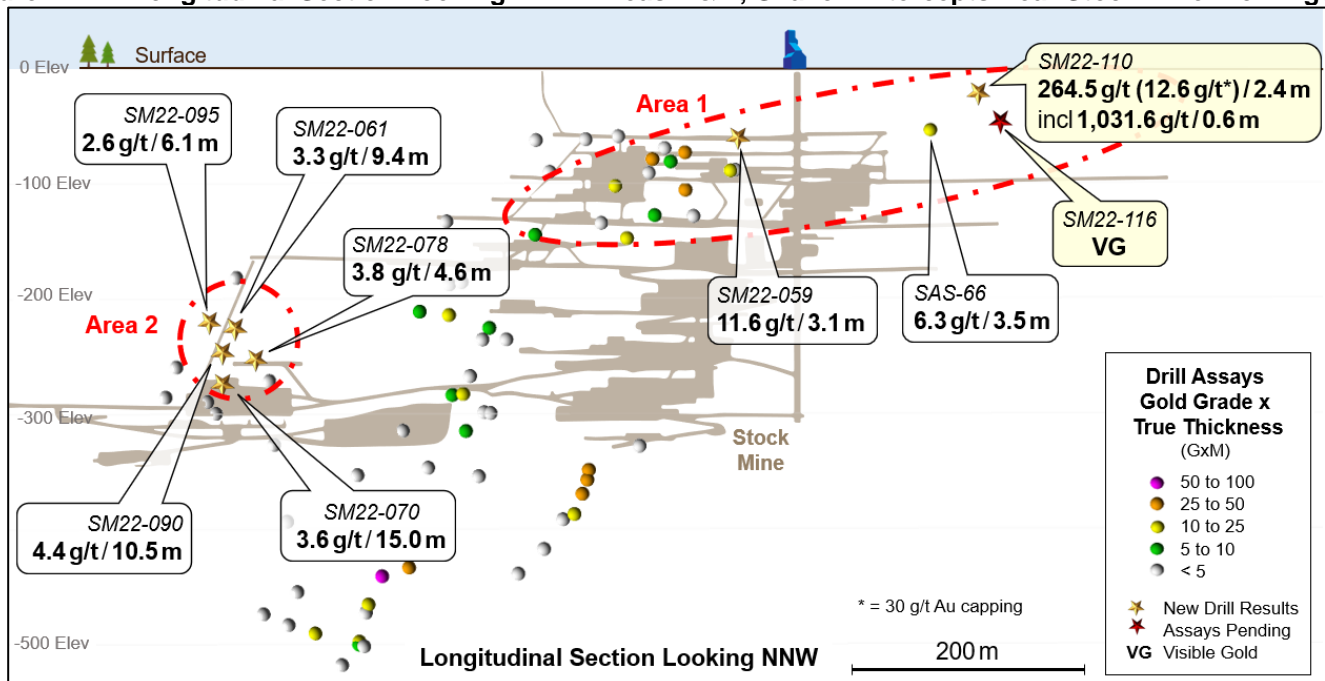 Surface
0 Elev
-100 Elev
-200 Elev
-300 Elev
-500 Elev
SM22-095
2.6 g/t / 6.1 m
SM22-061
3.3 g/t / 9.4 m
SM22-078
3.8 g/t / 4.6 m
Area 1
Area 2
SM22-110
264.5 g/t (12.6 g/t*) / 2.4 m
incl 1,031.6 g/t / 0.6 m
SM22-116
VG
SM22-059
11.6 g/t / 3.1 m
SAS-66
6.3 g/t / 3.5 m
SM22-090
4.4 g/t / 10.5 m
SM22-070
3.6 g/t / 15.0 m
Stock
Mine
Drill Assays
Gold Grade x
True Thickness
(GxM)
50 to 100
25 to 50
10 to 25
5 to 10
< 5
New Drill Results
Assays Pending
VG Visible Gold
* = 30 g/t Au capping
Longitudinal Section Looking NNW
200 m